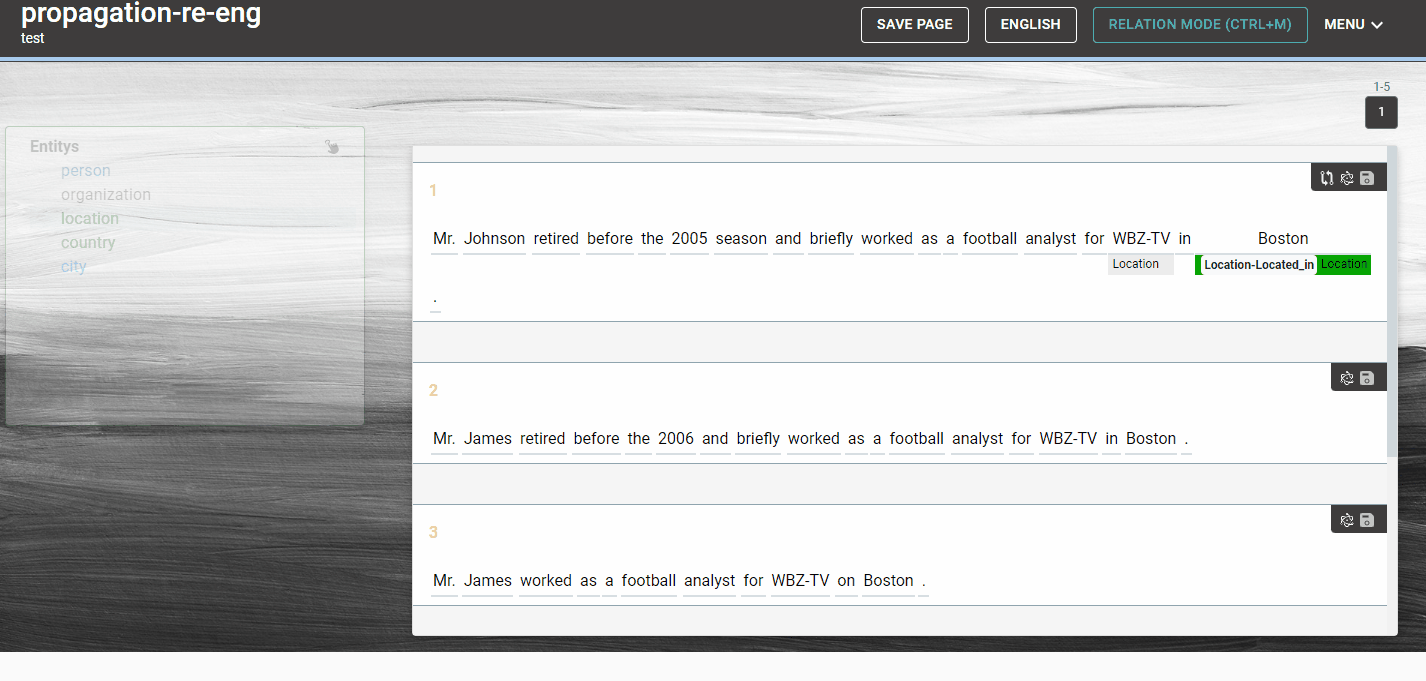 propagation-re-eng
test
SAVE PAGE
ENGLISH
RELATION MODE (CTRL+M)
MENU
1-5
1
Entitys
person
organization
location
country
city
1
Mr. Johnson retired before the 2005 season and briefly worked as a football analyst for WBZ-TV in Boston
Location Location-Located_in Location
.
2
Mr. James retired before the 2006 and briefly worked as a football analyst for WBZ-TV in Boston .
3
Mr. James worked as a football analyst for WBZ-TV on Boston .